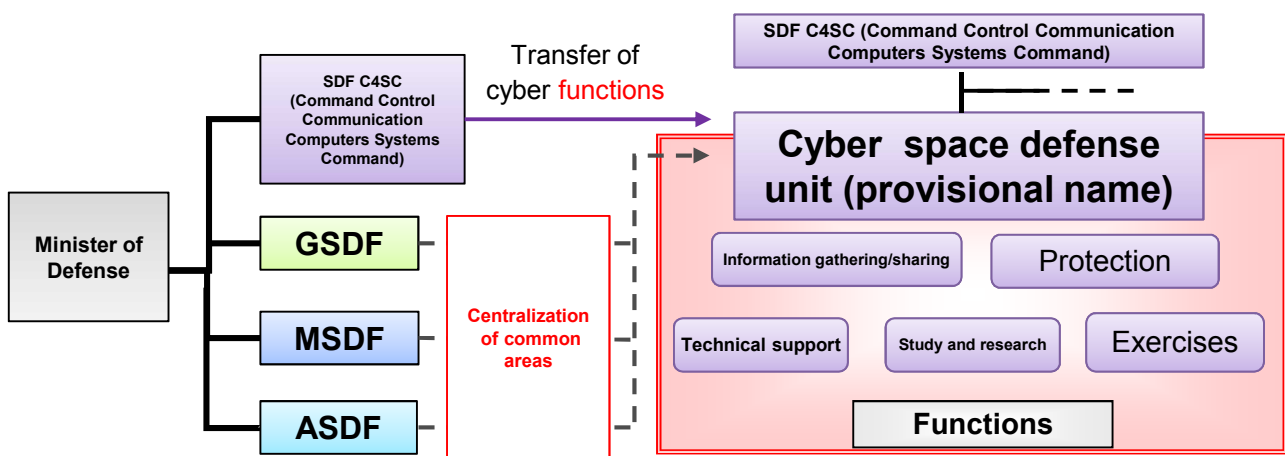 SDF C4SC (Command Control Communication
Computers Systems Command)
SDF C4SC
(Command Control
Communication
Computers Systems
Command)
Transfer of
cyber functions
Cyber space defense
unit (provisional name)
Minister of
Defense
GSDF
MSDF
ASDF
Centralization
of common
areas
Information gathering/sharing
Protection
Technical support
Study and research
Exercises
Functions